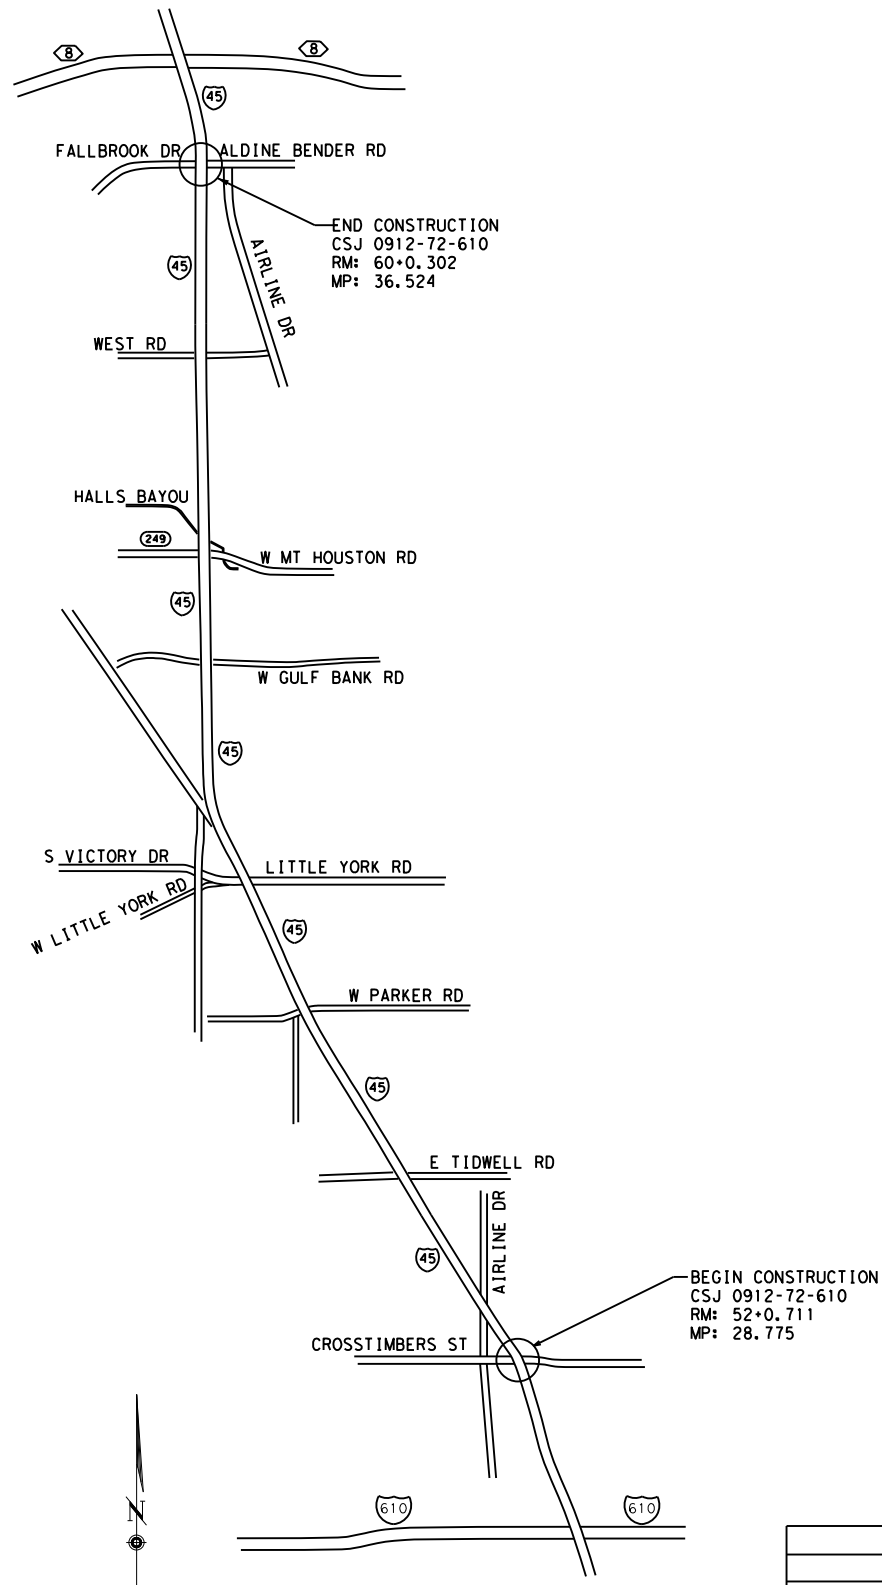 8
8
45
FALLBROOK DR
ALDINE BENDER RD
END CONSTRUCTION
CSJ 0912-72-610
RM: 60+0.302
MP: 36.524
45
AIRLINE DR
WEST RD
HALLS BAYOU
249
W MT HOUSTON RD
45
W GULF BANK RD
45
S VICTORY DR
LITTLE YORK RD
W LITTLE YORK RD
45
W PARKER RD
45
E TIDWELL RD
AIRLINE DR
45
BEGIN CONSTRUCTION
CSJ 0912-72-610
RM: 52+0.711
MP: 28.775
CROSSTIMBERS ST
N
610
610